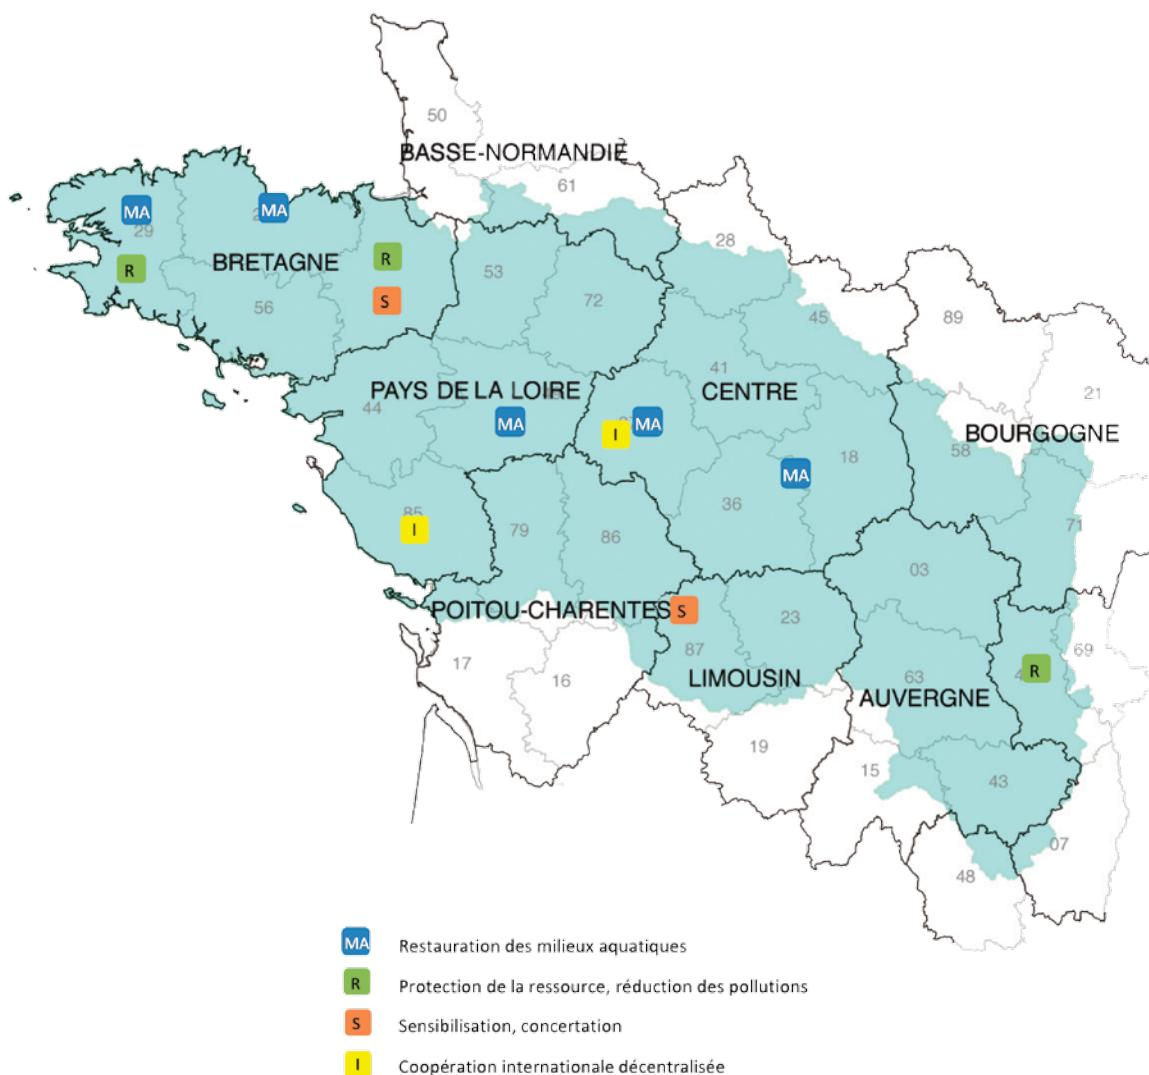 50
BASSE-NORMANDIE
61
MA
MA
29
28
BRETAGNE
R
R
53
S
56
72
45
89
41
21
PAYS DE LA LOIRE
CENTRE
44
MA
I
MA
BOURGOGNE
18
58
MA
85
I
79
86
36
71
03
POITOU-CHARENTES
S
23
87
17
16
LIMOUSIN
63
AUVERGNE
R
69
19
15
43
07
48
MA Restauration des milieux aquatiques
R Protection de la ressource, réduction des pollutions
S Sensibilisation, concertation
I Coopération internationale décentralisée